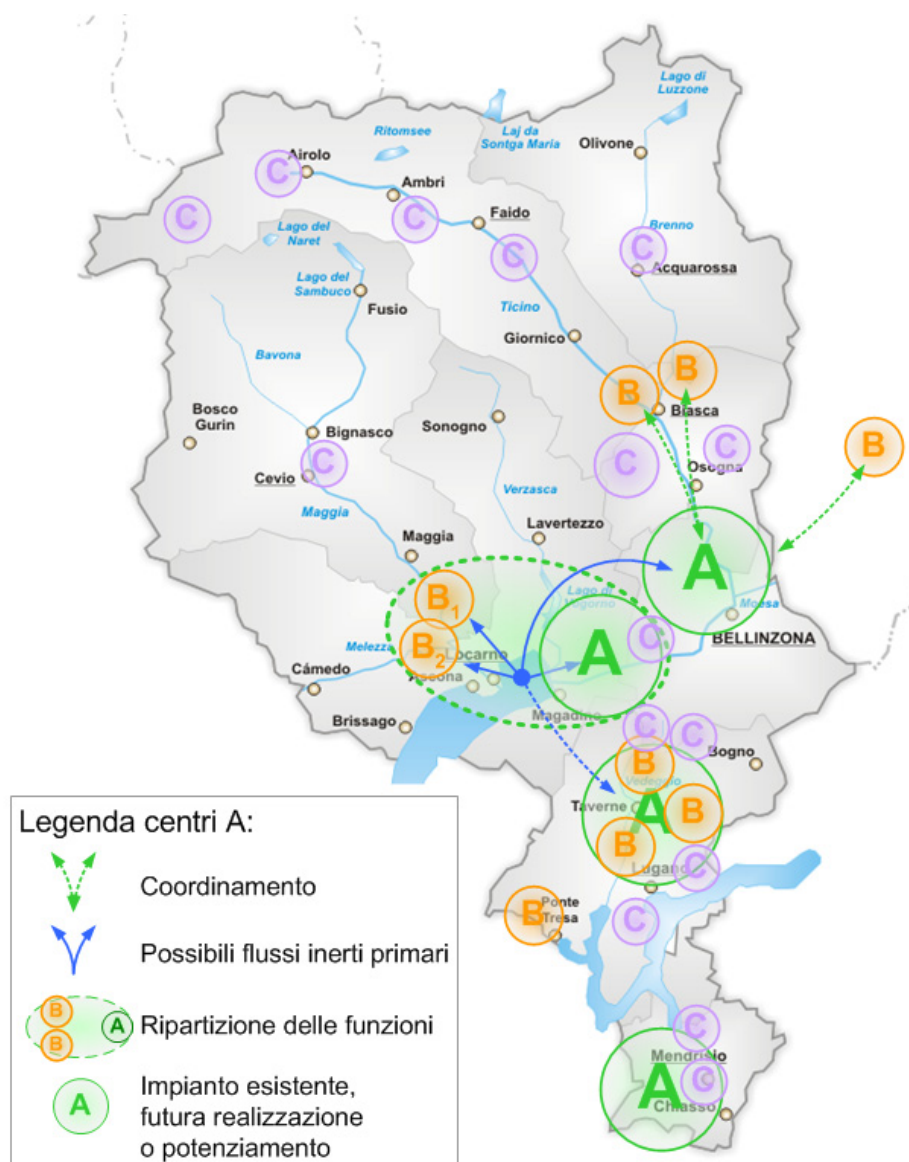 Lago di
Luzzone
Ritomsee
Laj da
Sontga Maria
Olivone
Airolo
C
Ambri
C
Faido
Brenno
C
C
C
Lago del
Naret
C
Acquarossa
Lago del
Sambuco
Fusio
Ticino
Giornico
Bavona
B
B
Biasca
Bosco
Gurin
Sonogno
Bignasco
C
B
C
C
Osogna
Cevio
Verzasca
Maggia
Lavertezzo
Maggia
A
B1
Lago di
Vogorno
Moesa
BELLINZONA
C
Melezza
B2
Locarno
A
Cámedo
Ascona
Magadino
Brissago
C
C
Bogno
B
Vedeggio
Taverne
A
B
B
Lugano
C
B
Ponte
Tresa
C
C
Mendrisio
A
C
Chiasso
Legenda centri A:
Coordinamento
Possibili flussi inerti primari
B
B
A
Ripartizione delle funzioni
A
Impianto esistente,
futura realizzazione
o potenziamento